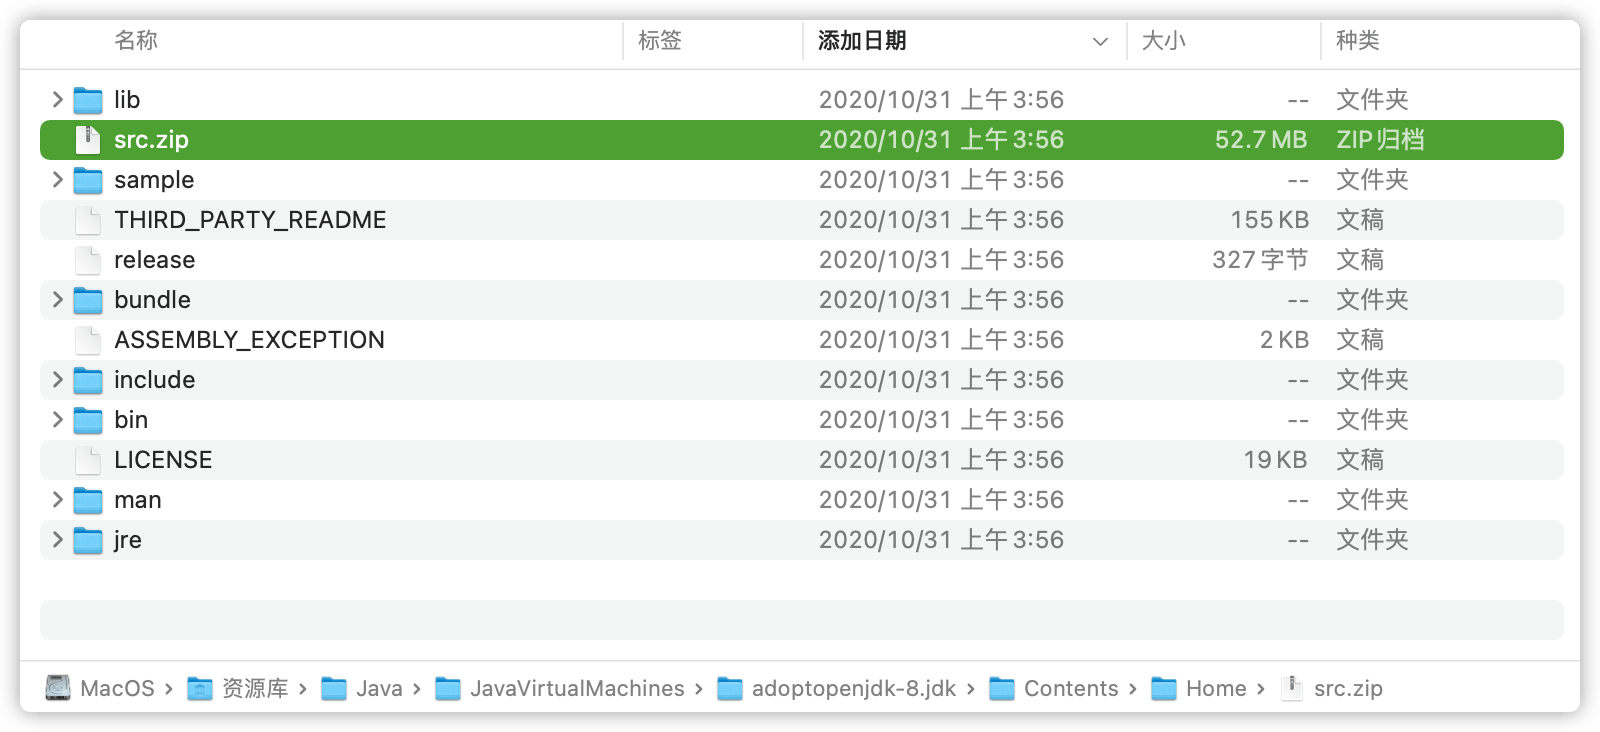 名称 标签 添加日期 大小 种类
lib 2020/10/31 上午 3:56 -- 文件夹
src.zip 2020/10/31 上午 3:56 52.7 MB ZIP归档
sample 2020/10/31 上午 3:56 -- 文件夹
THIRD_PARTY_README 2020/10/31 上午 3:56 155 KB 文稿
release 2020/10/31 上午 3:56 327 字节 文稿
bundle 2020/10/31 上午 3:56 -- 文件夹
ASSEMBLY_EXCEPTION 2020/10/31 上午 3:56 2 KB 文稿
include 2020/10/31 上午 3:56 -- 文件夹
bin 2020/10/31 上午 3:56 -- 文件夹
LICENSE 2020/10/31 上午 3:56 19 KB 文稿
man 2020/10/31 上午 3:56 -- 文件夹
jre 2020/10/31 上午 3:56 -- 文件夹
MacOS › 资源库 › Java › JavaVirtualMachines › adoptopenjdk-8.jdk › Contents › Home › src.zip